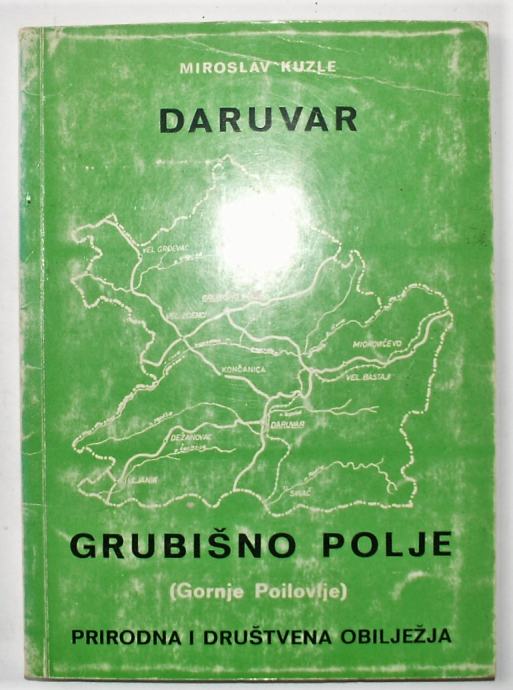 MIROSLAV KUZLE
DARUVAR
VEL. GRĐEVAC
VEL. ZDENCI
MIOKOVIĆEVO
KONČANICA
VEL. BASTAJI
DARUVAR
DEŽANOVAC
SIRAČ
GRUBIŠNO POLJE
(Gornje Poilovlje)
PRIRODNA I DRUŠTVENA OBILJEŽJA